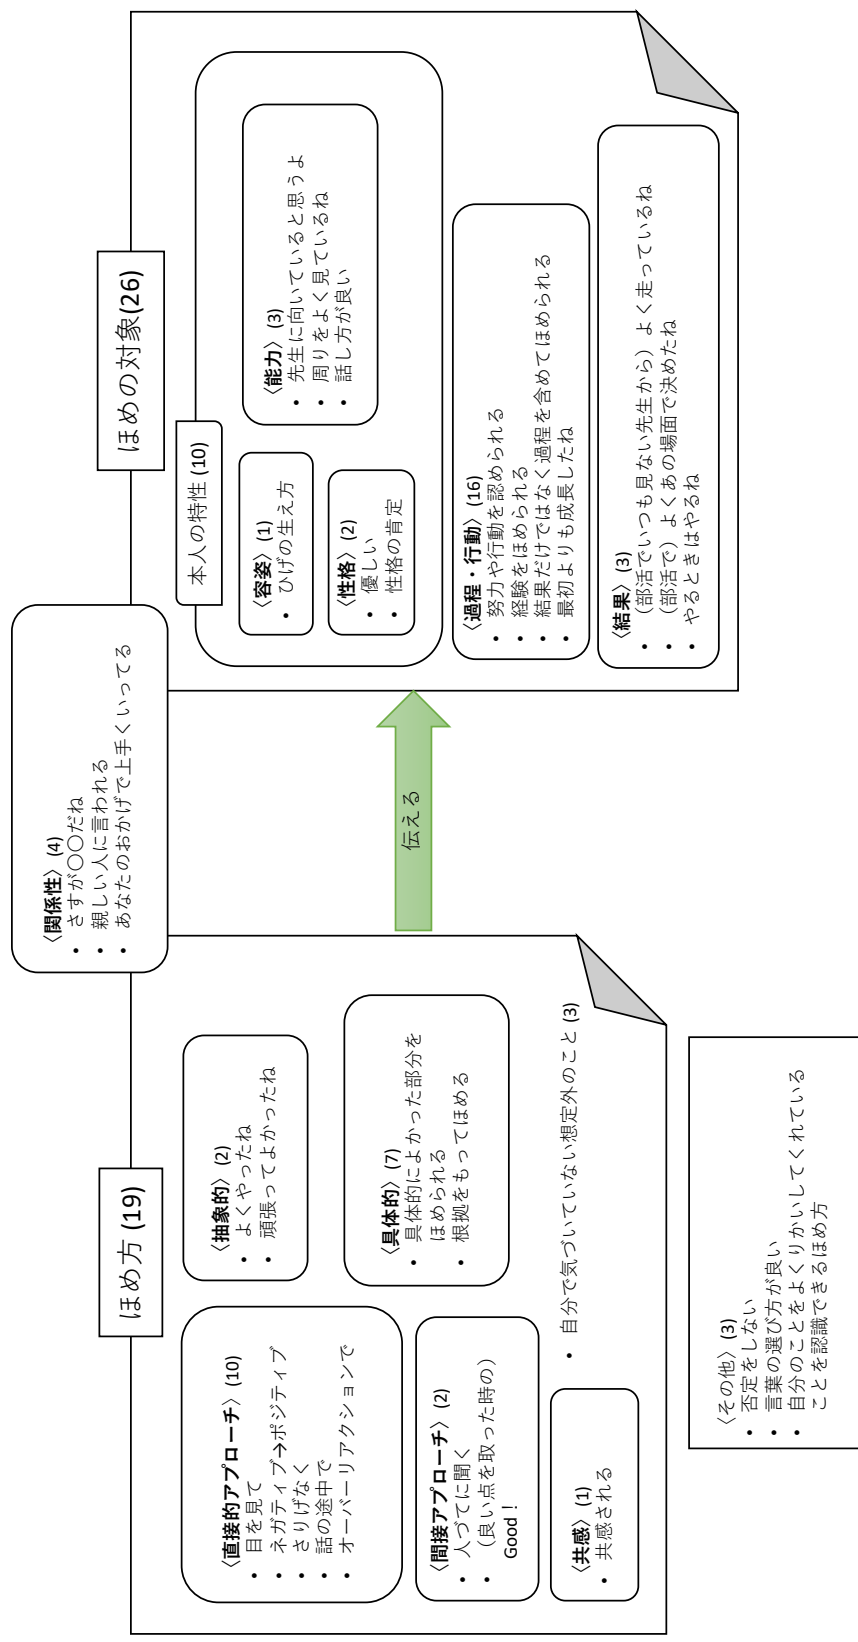 〈関係性〉(4)
・ さすが〇〇だね
・ 親しい人に言われる
・ あなたのおかげで上手くいってる
ほめ方 (19)
〈直接的アプローチ〉(10)
・ 目を見て
・ ネガティブ→ポジティブ
・ さりげなく
・ 話の途中で
・ オーバーリアクションで
〈抽象的〉(2)
・ よくやったね
・ 頑張ってよかったね
〈具体的〉(7)
・ 具体的によかった部分を
ほめられる
・ 根拠をもってほめる
〈間接アプローチ〉(2)
・ 人づてに聞く
・ (良い点を取った時の)
Good！
〈共感〉(1)
・ 共感される
・ 自分で気づいていない想定外のこと (3)
伝える
ほめの対象(26)
本人の特性 (10)
〈容姿〉(1)
・ ひげの生え方
〈性格〉(2)
・ 優しい
・ 性格の肯定
〈能力〉(3)
・ 先生に向いていると思うよ
・ 周りをよく見ているね
・ 話し方が良い
〈過程・行動〉(16)
・ 努力や行動を認められる
・ 経験をほめられる
・ 結果だけではなく過程を含めてほめられる
・ 最初よりも成長したね
〈結果〉(3)
・ (部活でいつも見ない先生から) よく走っているね
・ (部活で) よくあの場面で決めたね
・ やるときはやるね
〈その他〉(3)
・ 否定をしない
・ 言葉の選び方が良い
・ 自分のことをよくりかいしてくれている
ことを認識できるほめ方